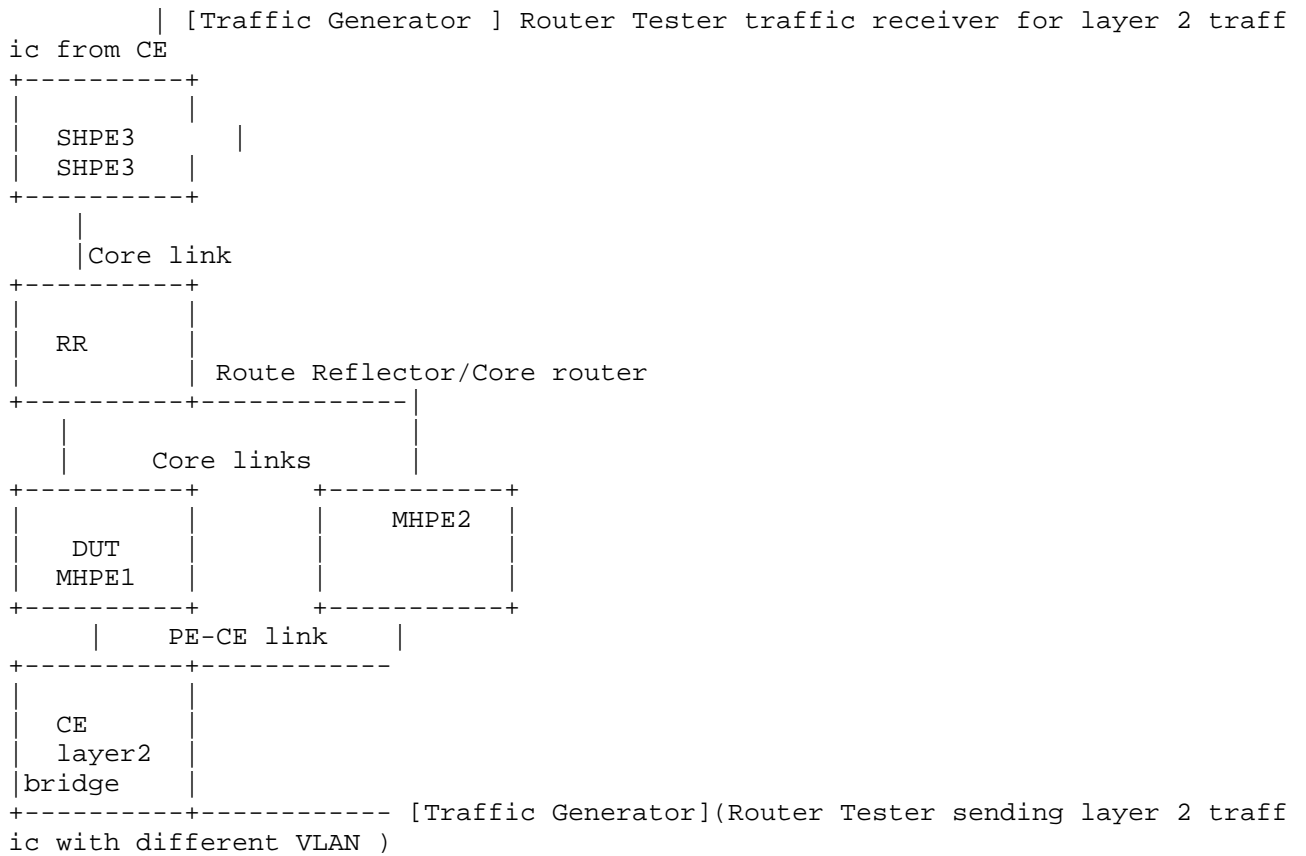 | [Traffic Generator ] Router Tester traffic receiver for layer 2 traff
ic from CE
+----------+
|          |
|  SHPE3      |
|  SHPE3   |
+----------+
    |
    |Core link
+----------+
|          |
|  RR      |
|          | Route Reflector/Core router
+----------+-------------|
   |                     |
   |     Core links      |
+----------+       +-----------+
|          |       |    MHPE2  |
|   DUT    |       |           |
|  MHPE1   |       |           |
+----------+       +-----------+
     |    PE-CE link    |
+----------+------------
|          |
|  CE      |
|  layer2  |
|bridge    |
+----------+------------ [Traffic Generator](Router Tester sending layer 2 traff
ic with different VLAN )